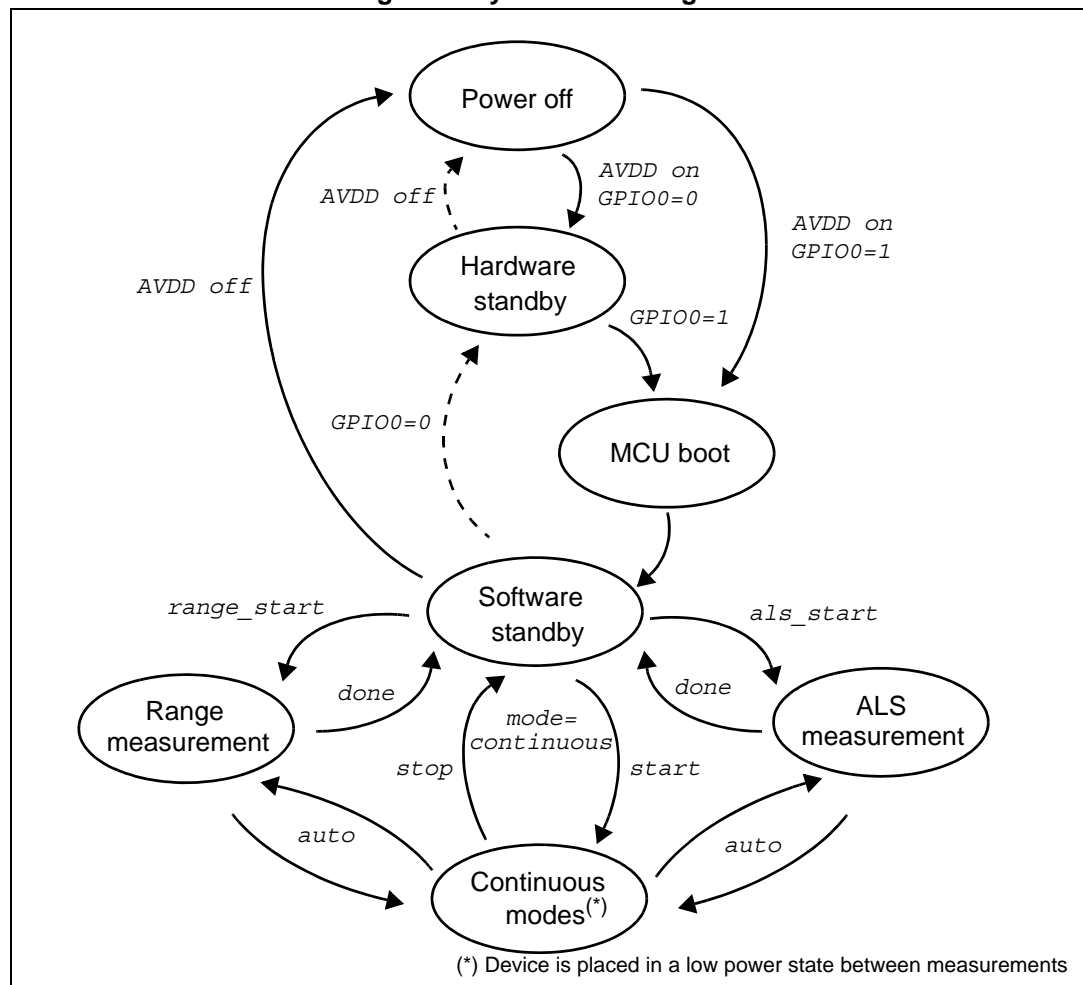 Power off
AVDD on
GPIO0=0
AVDD off
AVDD on
GPIO0=1
Hardware
standby
AVDD off
GPIO0=1
GPIO0=0
MCU boot
Software
standby
range_start
als_start
done
done
Range
measurement
mode=
continuous
ALS
measurement
stop
start
auto
auto
Continuous
modes(*)
(*) Device is placed in a low power state between measurements